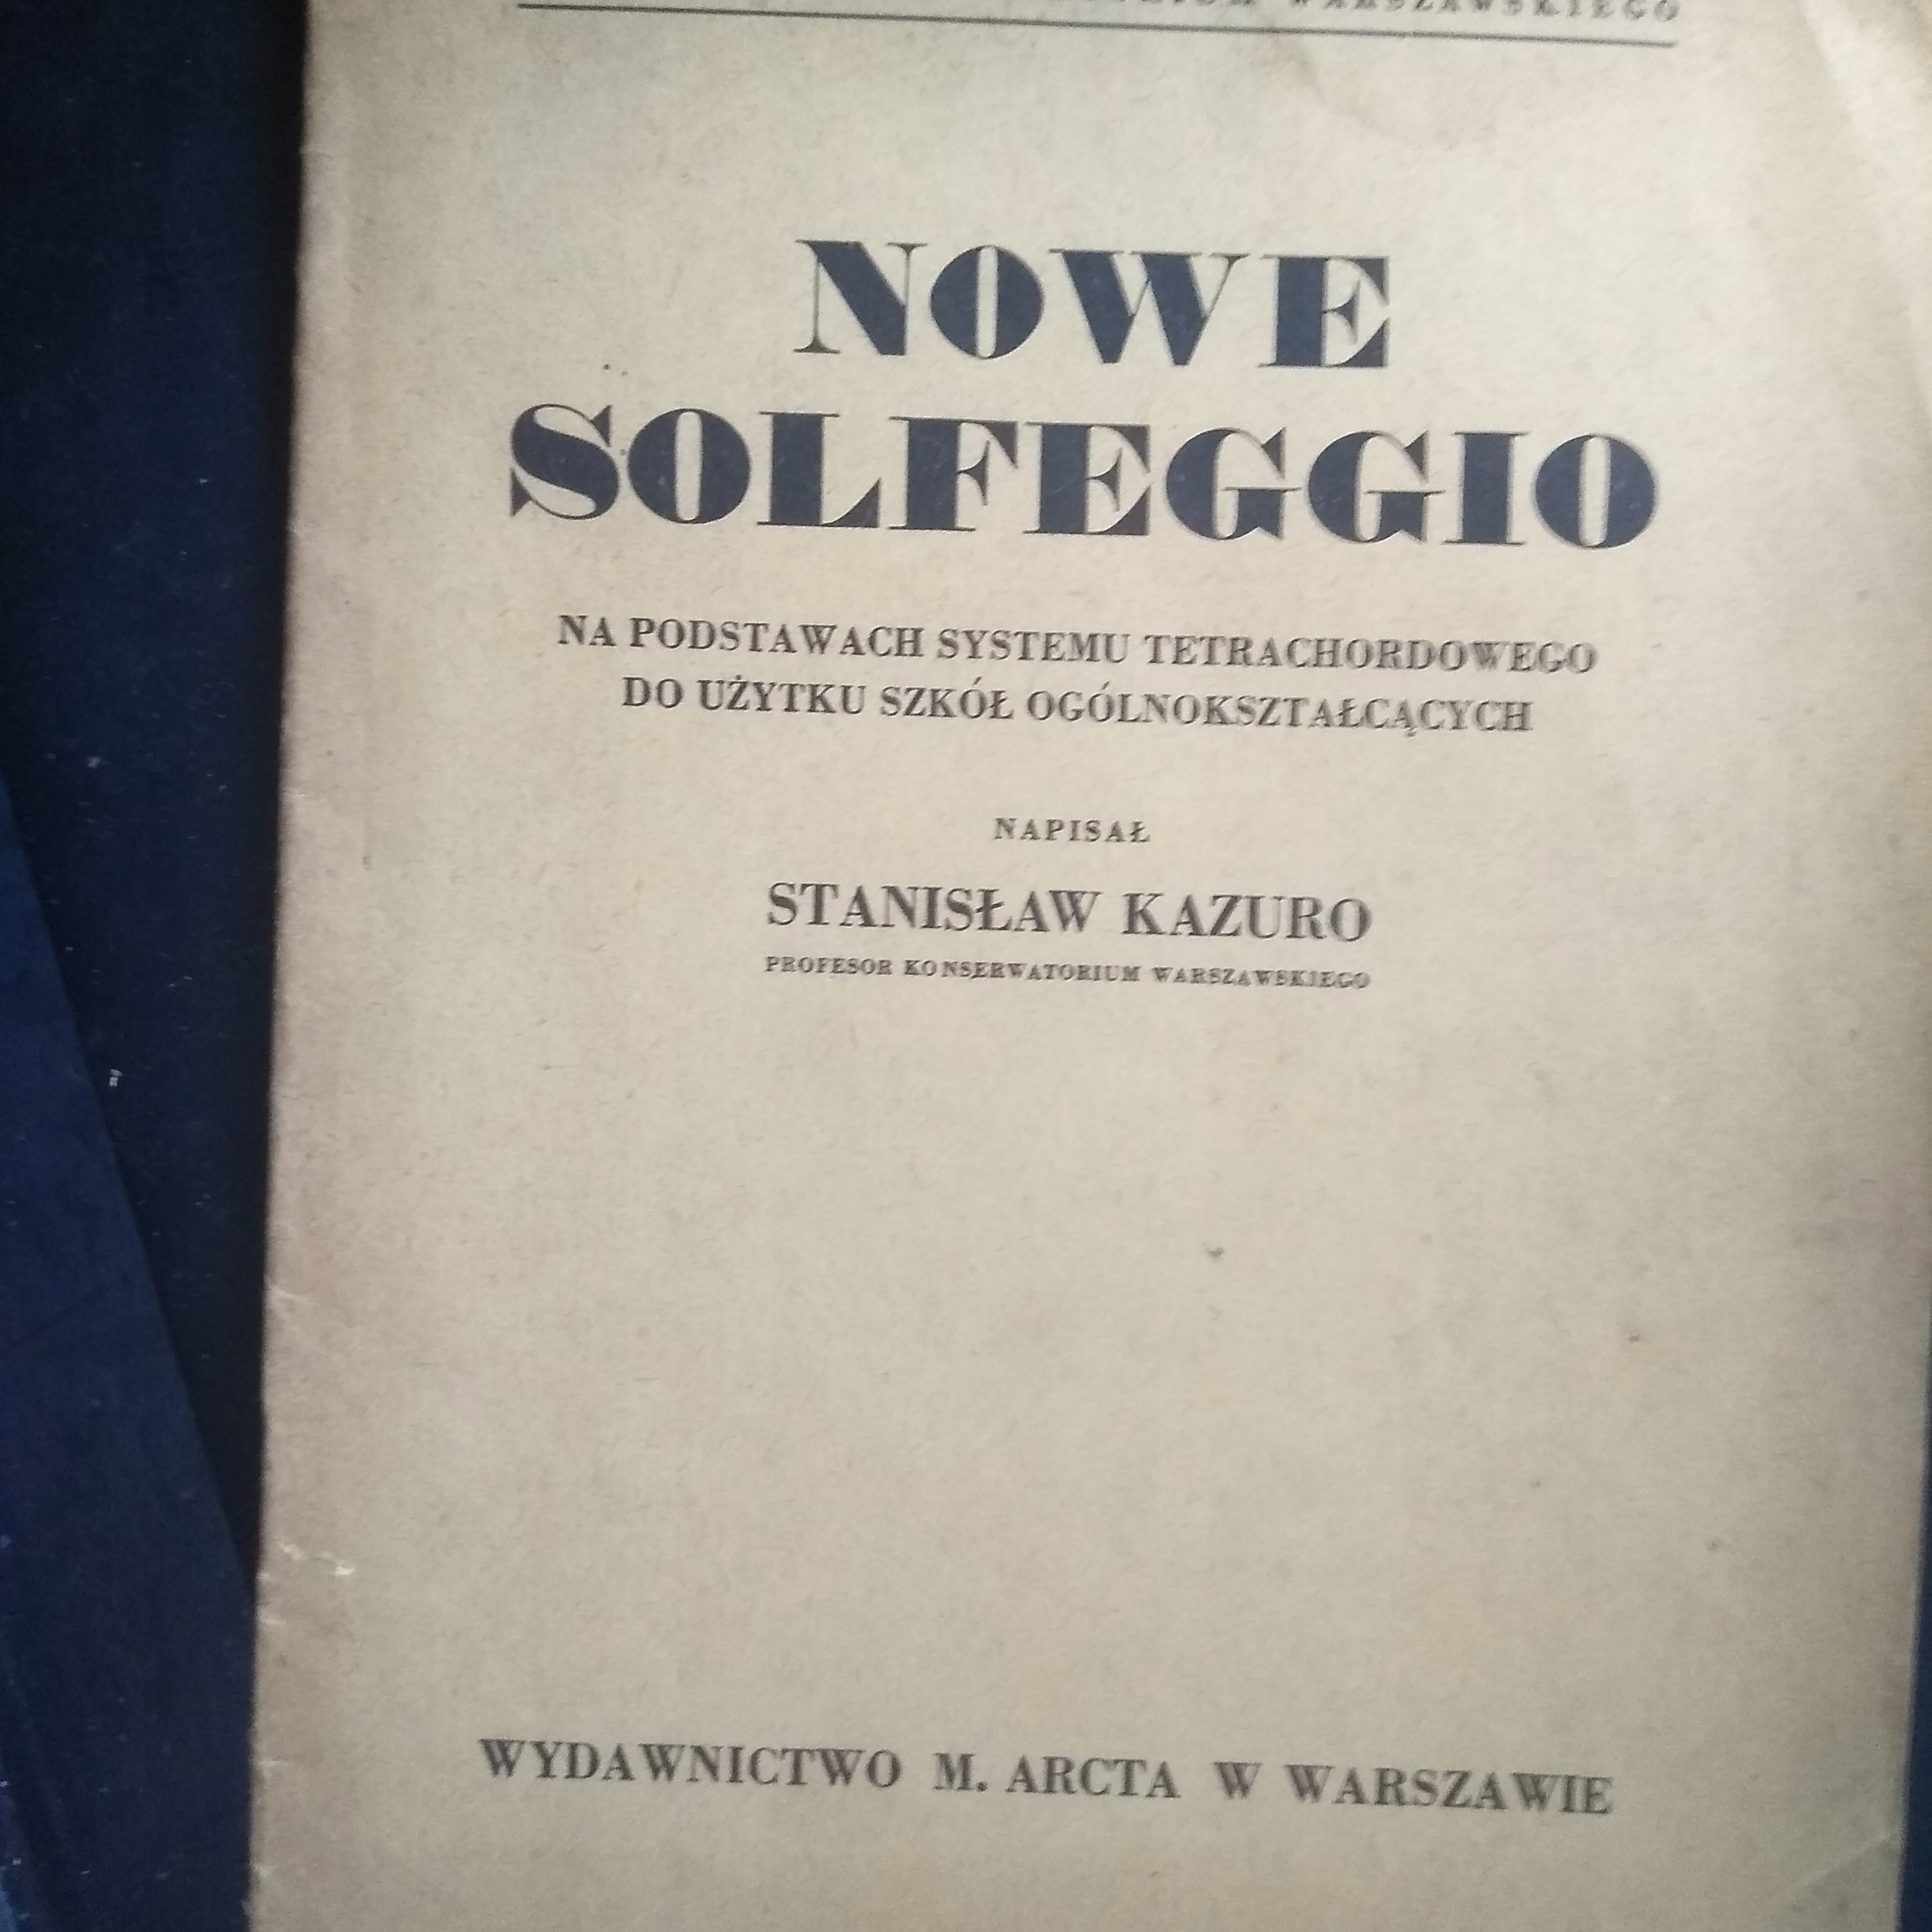 WARSZAWSKIEGO
NOWE
SOLFEGGIO
NA PODSTAWACH SYSTEMU TETRACHORDOWEGO
DO UŻYTKU SZKÓŁ OGÓLNOKSZTAŁCĄCYCH
NAPISAŁ
STANISŁAW KAZURO
PROFESOR KONSERWATORIUM WARSZAWSKIEGO
WYDAWNICTWO M. ARCTA W WARSZAWIE